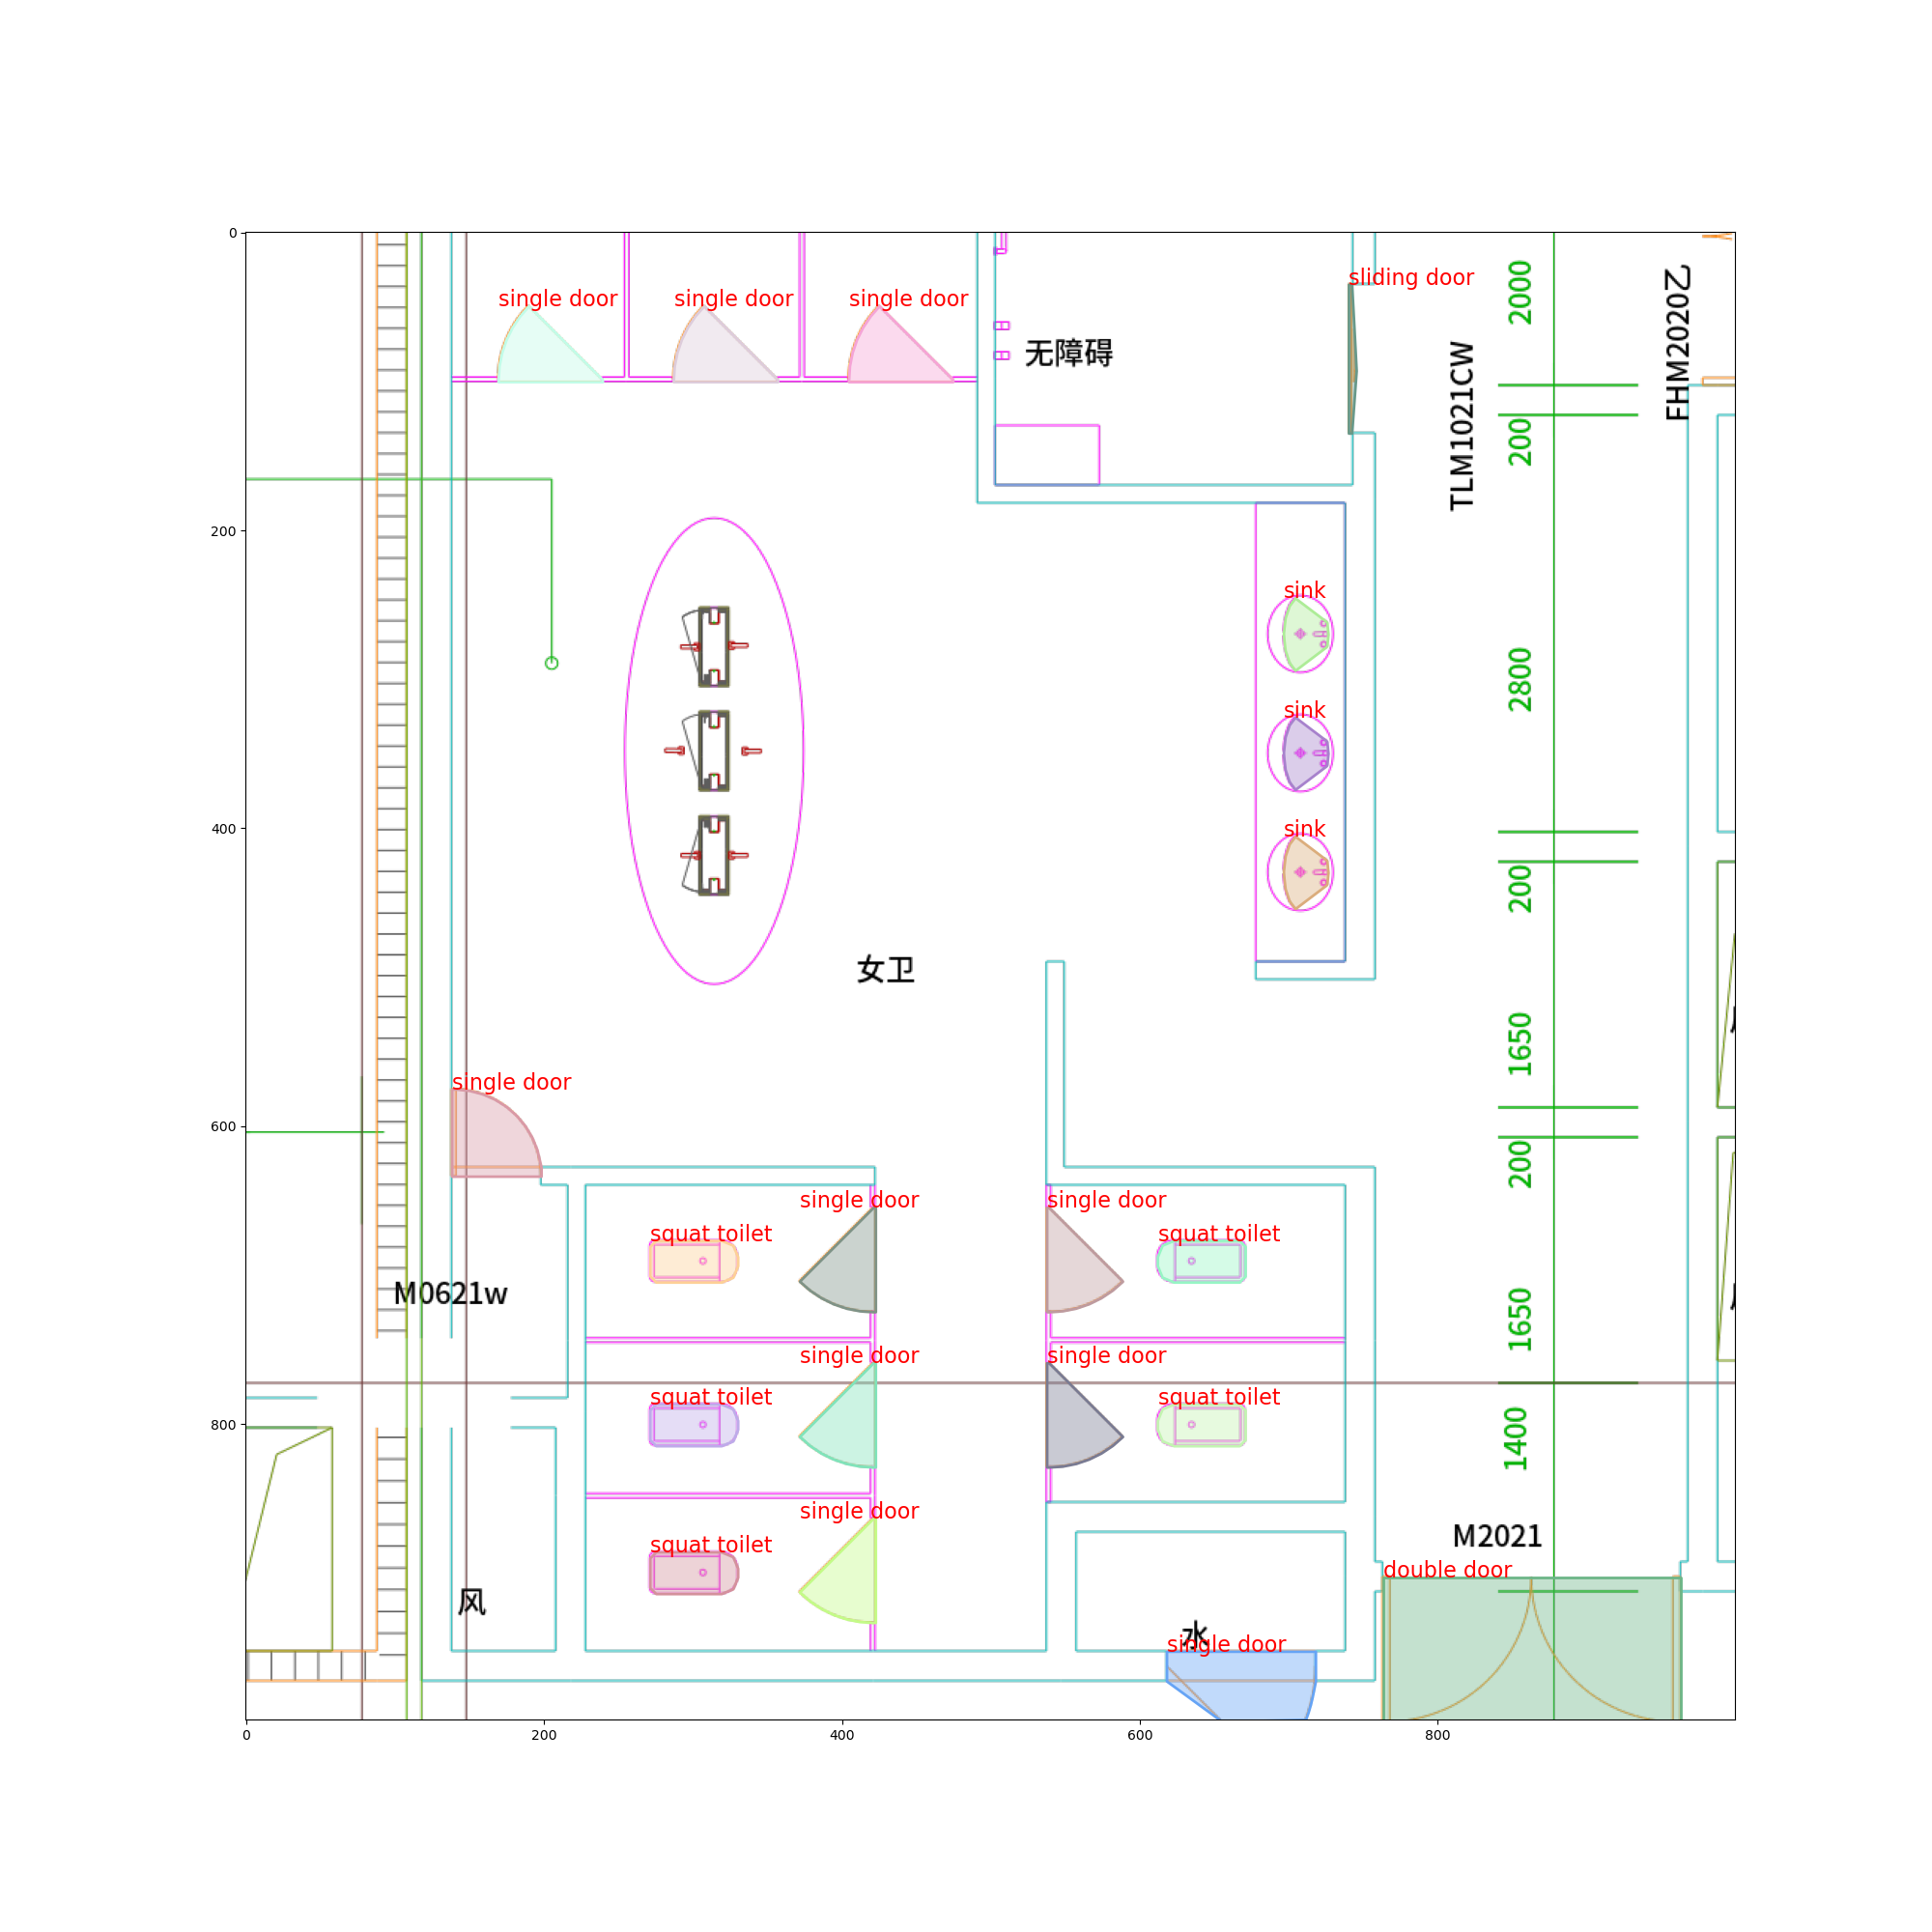 0
sliding door
2000
FHM2020乙
single door
single door
single door
无障碍
TLM1021CW
200
200
sink
2800
sink
400
sink
200
女卫
1650
single door
600
200
single door
single door
squat toilet
squat toilet
M0621w
1650
single door
single door
squat toilet
squat toilet
800
1400
single door
M2021
squat toilet
double door
风
水
single door
0
200
400
600
800